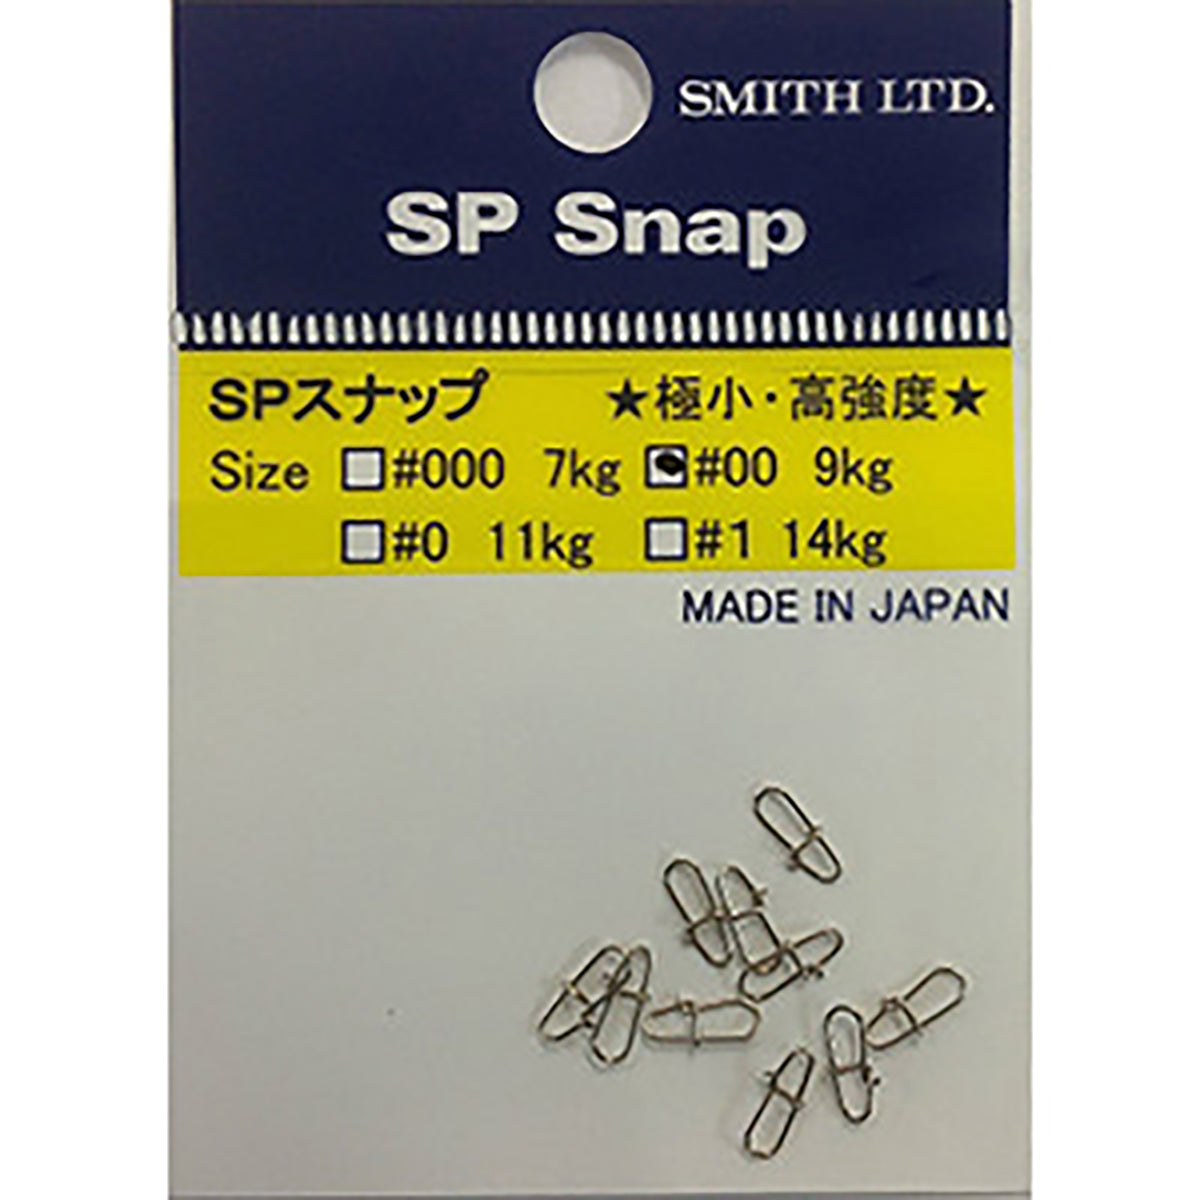 SMITH LTD.
SP Snap
SPスナップ ★極小・高強度★
Size □#000 7kg ☑#00 9kg
□#0 11kg □#1 14kg
MADE IN JAPAN